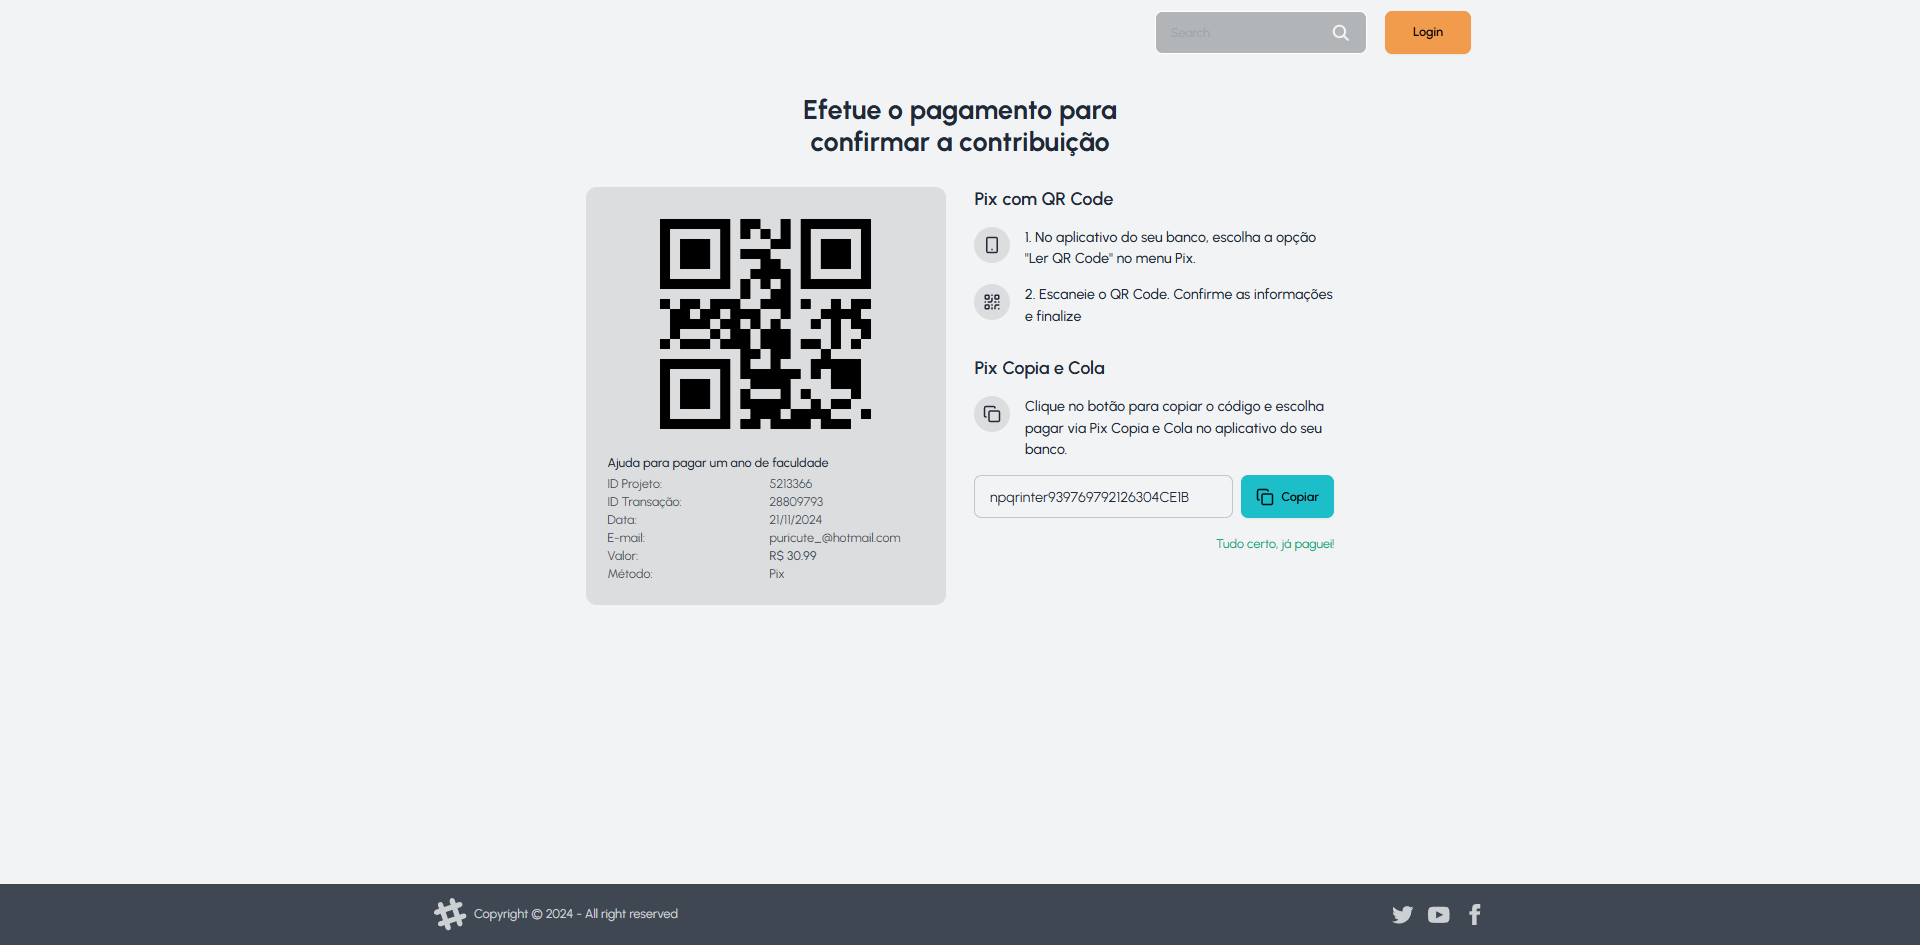 Search
Login
Efetue o pagamento para
confirmar a contribuição
Ajuda para pagar um ano de faculdade
ID Projeto: 5213366
ID Transação: 28809793
Data: 21/11/2024
E-mail: puricute_@hotmail.com
Valor: R$ 30.99
Método: Pix
Pix com QR Code
1. No aplicativo do seu banco, escolha a opção
"Ler QR Code" no menu Pix.
2. Escaneie o QR Code. Confirme as informações
e finalize
Pix Copia e Cola
Clique no botão para copiar o código e escolha
pagar via Pix Copia e Cola no aplicativo do seu
banco.
npqrinter939769792126304CE1B
Copiar
Tudo certo, já paguei!
Copyright © 2024 - All right reserved